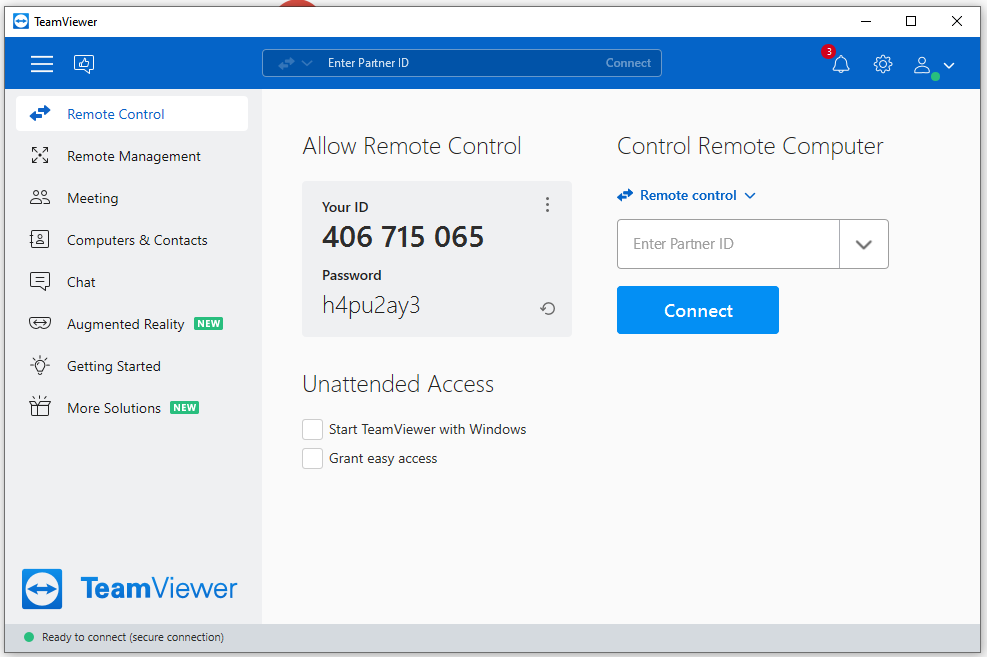 TeamViewer
Enter Partner ID Connect
3
Remote Control
Remote Management
Meeting
Computers & Contacts
Chat
Augmented Reality NEW
Getting Started
More Solutions NEW
TeamViewer
Allow Remote Control
Your ID
406 715 065
Password
h4pu2ay3
Unattended Access
Start TeamViewer with Windows
Grant easy access
Control Remote Computer
Remote control
Enter Partner ID
Connect
Ready to connect (secure connection)